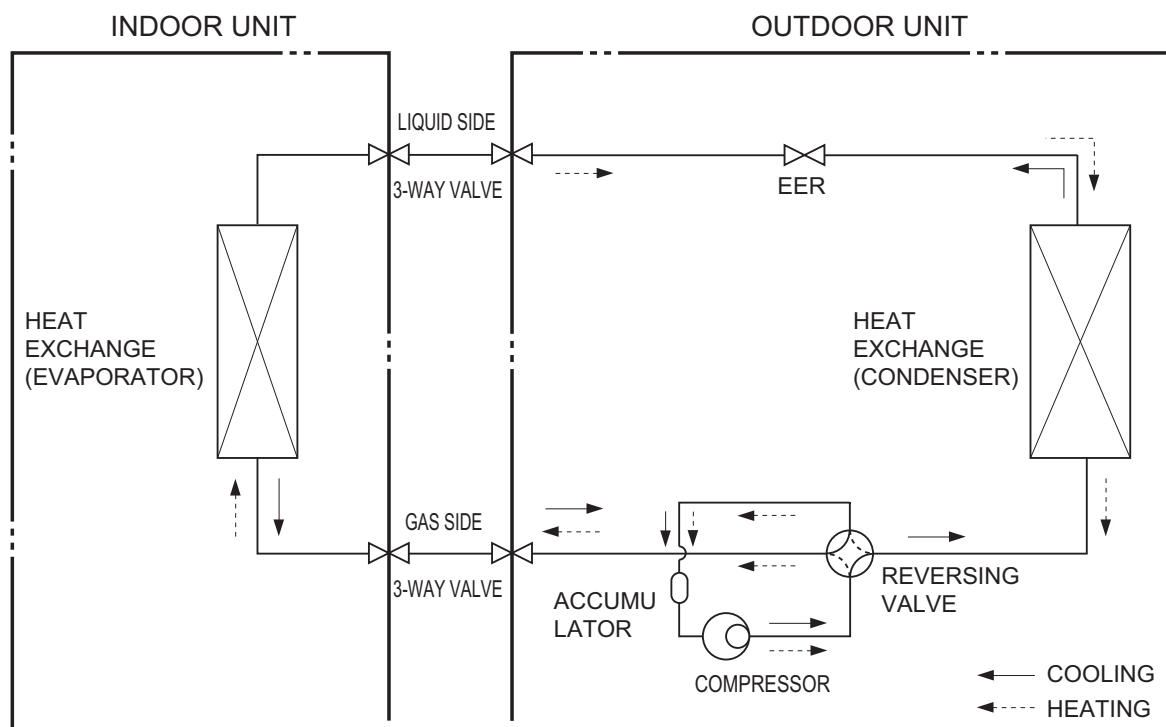 INDOOR UNIT
OUTDOOR UNIT
LIQUID SIDE
3-WAY VALVE
EER
HEAT
EXCHANGE
(EVAPORATOR)
HEAT
EXCHANGE
(CONDENSER)
GAS SIDE
3-WAY VALVE
REVERSING
VALVE
ACCUMU
LATOR
COMPRESSOR
COOLING
HEATING